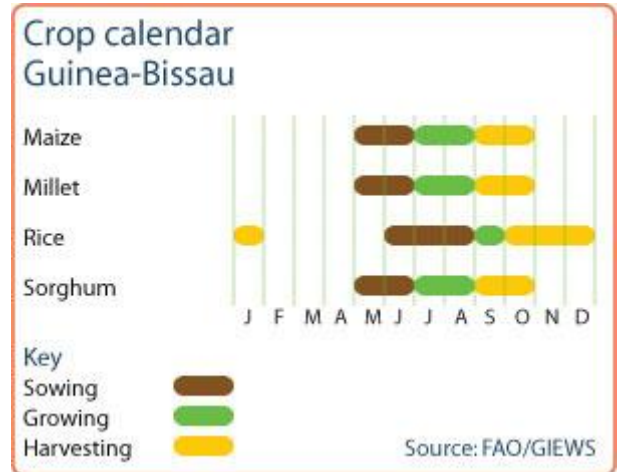 Crop calendar
Guinea-Bissau
Maize
Millet
Rice
Sorghum
J F M A M J J A S O N D
Key
Sowing
Growing
Harvesting
Source: FAO/GIEWS